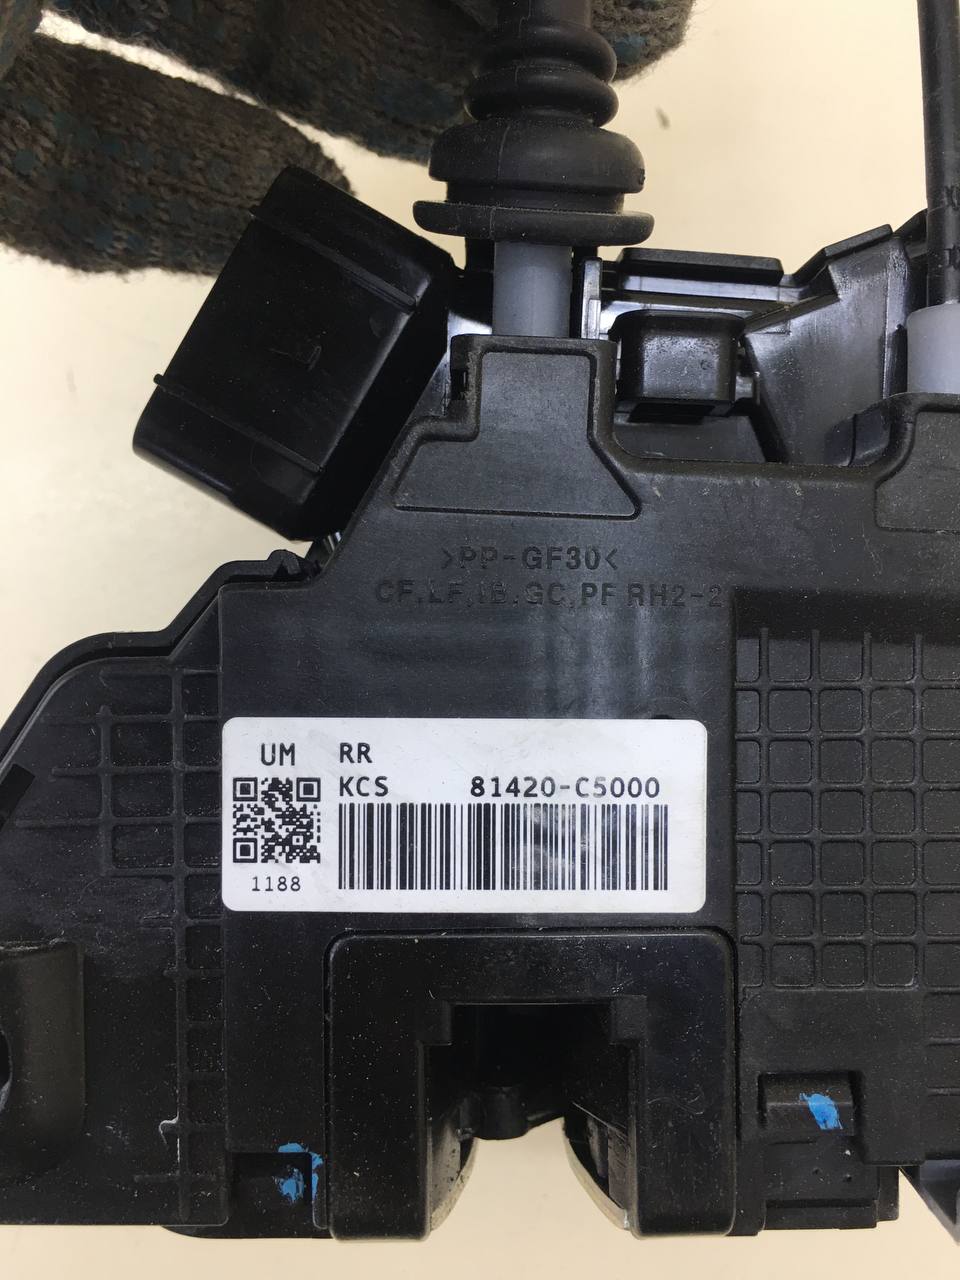 >PP-GF30<
CF,LF,IB,GC,PF RH2-2
UM RR
KCS 81420-C5000
1188